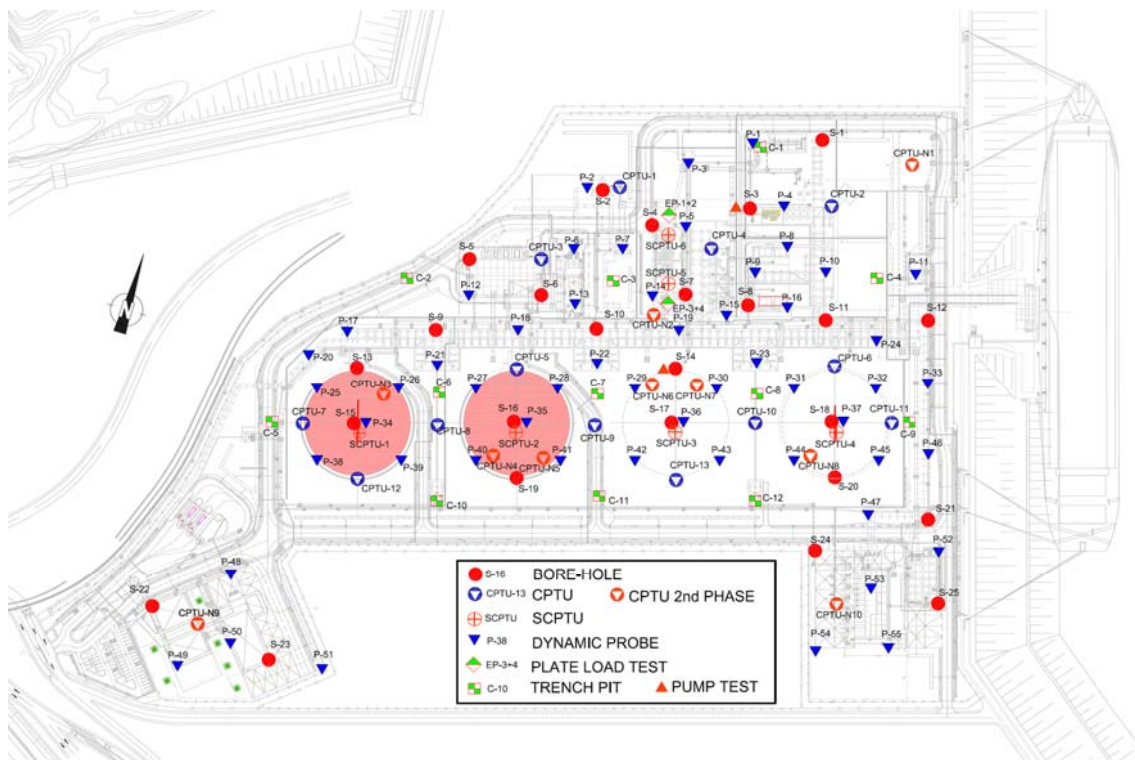 P-1
C-1
S-1
CPTU-N1
P-3
P-2
S-2
CPTU-1
S-3
P-4
CPTU-2
EP-1+2
S-4
P-5
SCPTU-6
CPTU-4
P-8
S-5
CPTU-3
P-6
P-7
SCPTU-5
P-9
P-10
C-4
P-11
C-2
C-3
P-12
S-6
P-13
P-14
S-7
EP-3+4
CPTU-N2
S-8
P-15
P-16
P-17
S-9
P-18
S-10
P-19
S-11
S-12
P-20
S-13
P-21
CPTU-5
P-22
S-14
P-23
CPTU-6
P-24
P-25
CPTU-N3
P-26
C-6
P-27
P-28
C-7
P-29
CPTU-N6
CPTU-N7
P-30
C-8
P-31
P-32
P-33
CPTU-7
C-5
S-15
P-34
SCPTU-1
CPTU-8
S-16
P-35
SCPTU-2
CPTU-9
S-17
P-36
SCPTU-3
CPTU-10
S-18
P-37
SCPTU-4
CPTU-11
C-9
P-38
P-39
P-40
CPTU-N4
CPTU-N5
P-41
P-42
P-43
P-44
CPTU-N8
P-45
P-46
CPTU-12
S-19
CPTU-13
S-20
C-10
C-11
C-12
P-47
S-21
S-24
P-52
P-48
S-22
CPTU-N9
P-50
P-49
S-23
P-51
P-53
S-25
CPTU-N10
P-54
P-55
S-16 BORE-HOLE
CPTU-13 CPTU CPTU 2nd PHASE
SCPTU SCPTU
P-38 DYNAMIC PROBE
EP-3+4 PLATE LOAD TEST
C-10 TRENCH PIT PUMP TEST